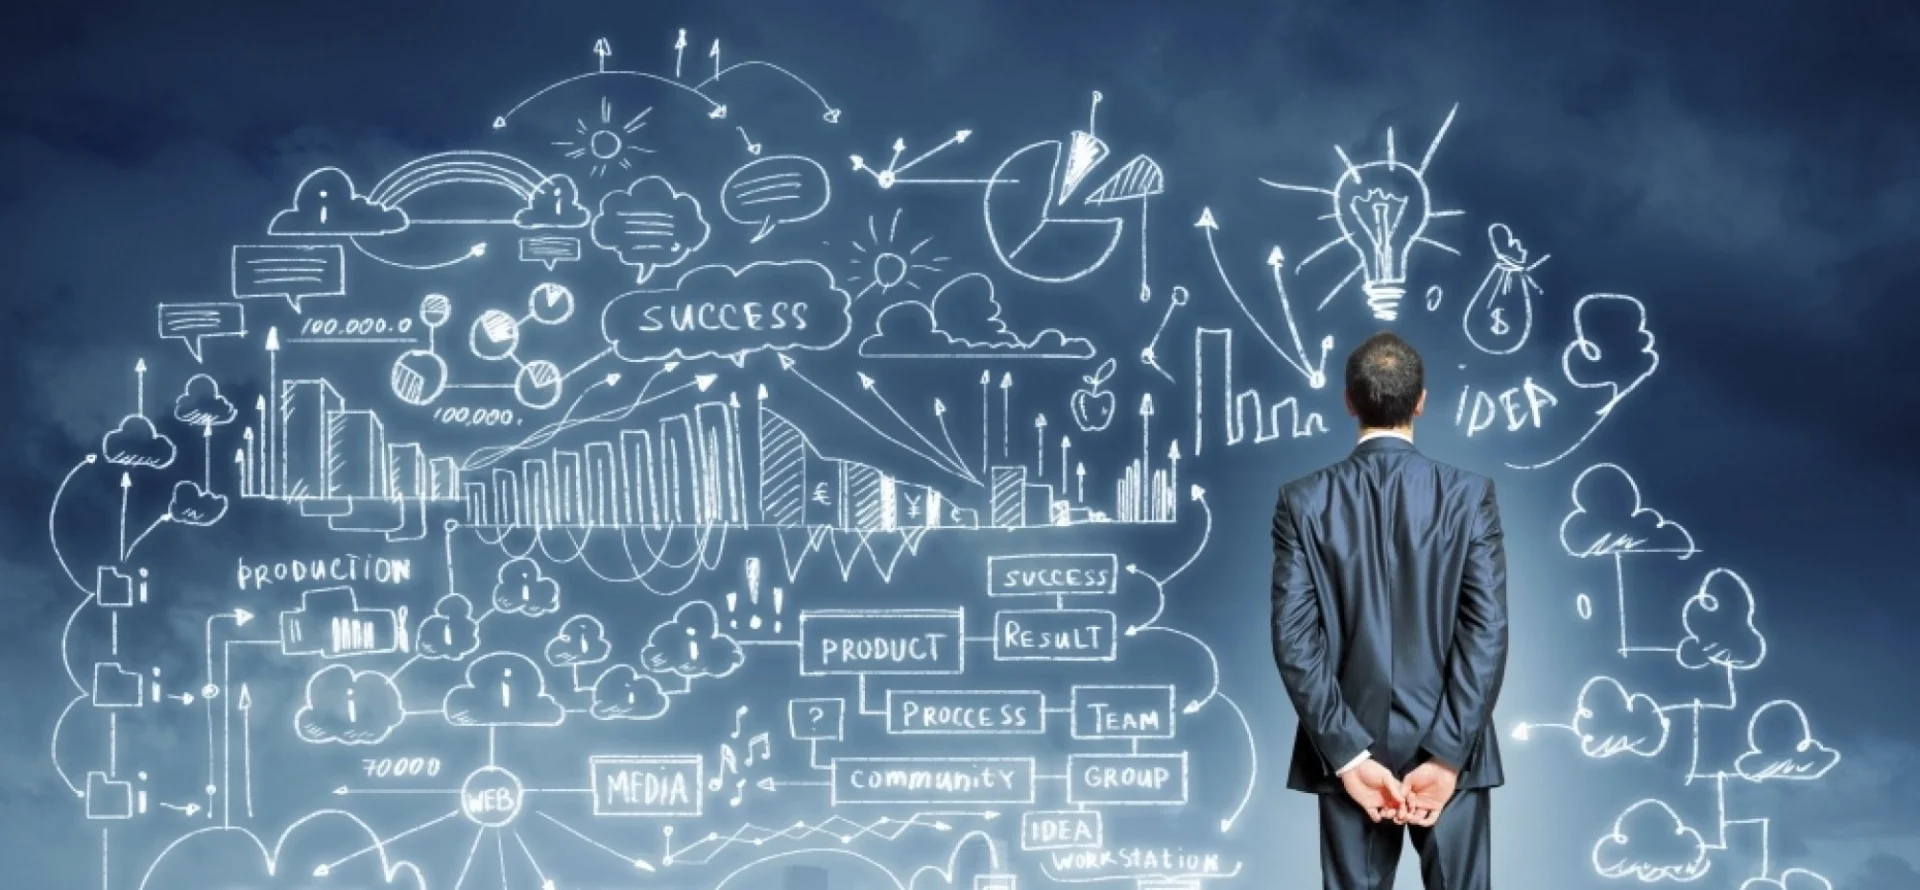 i
i
SUCCESS
$
100.000.0
100,000.
IDEA
£
¥
PRODUCTION
!!!
SUCCESS
i
i
i
i
i
PRODUCT
RESULT
i
i
i
i
PROCCESS
TEAM
?
70000
WEB
MEDIA
COMMUNITY
GROUP
i
IDEA
WORKSTATION